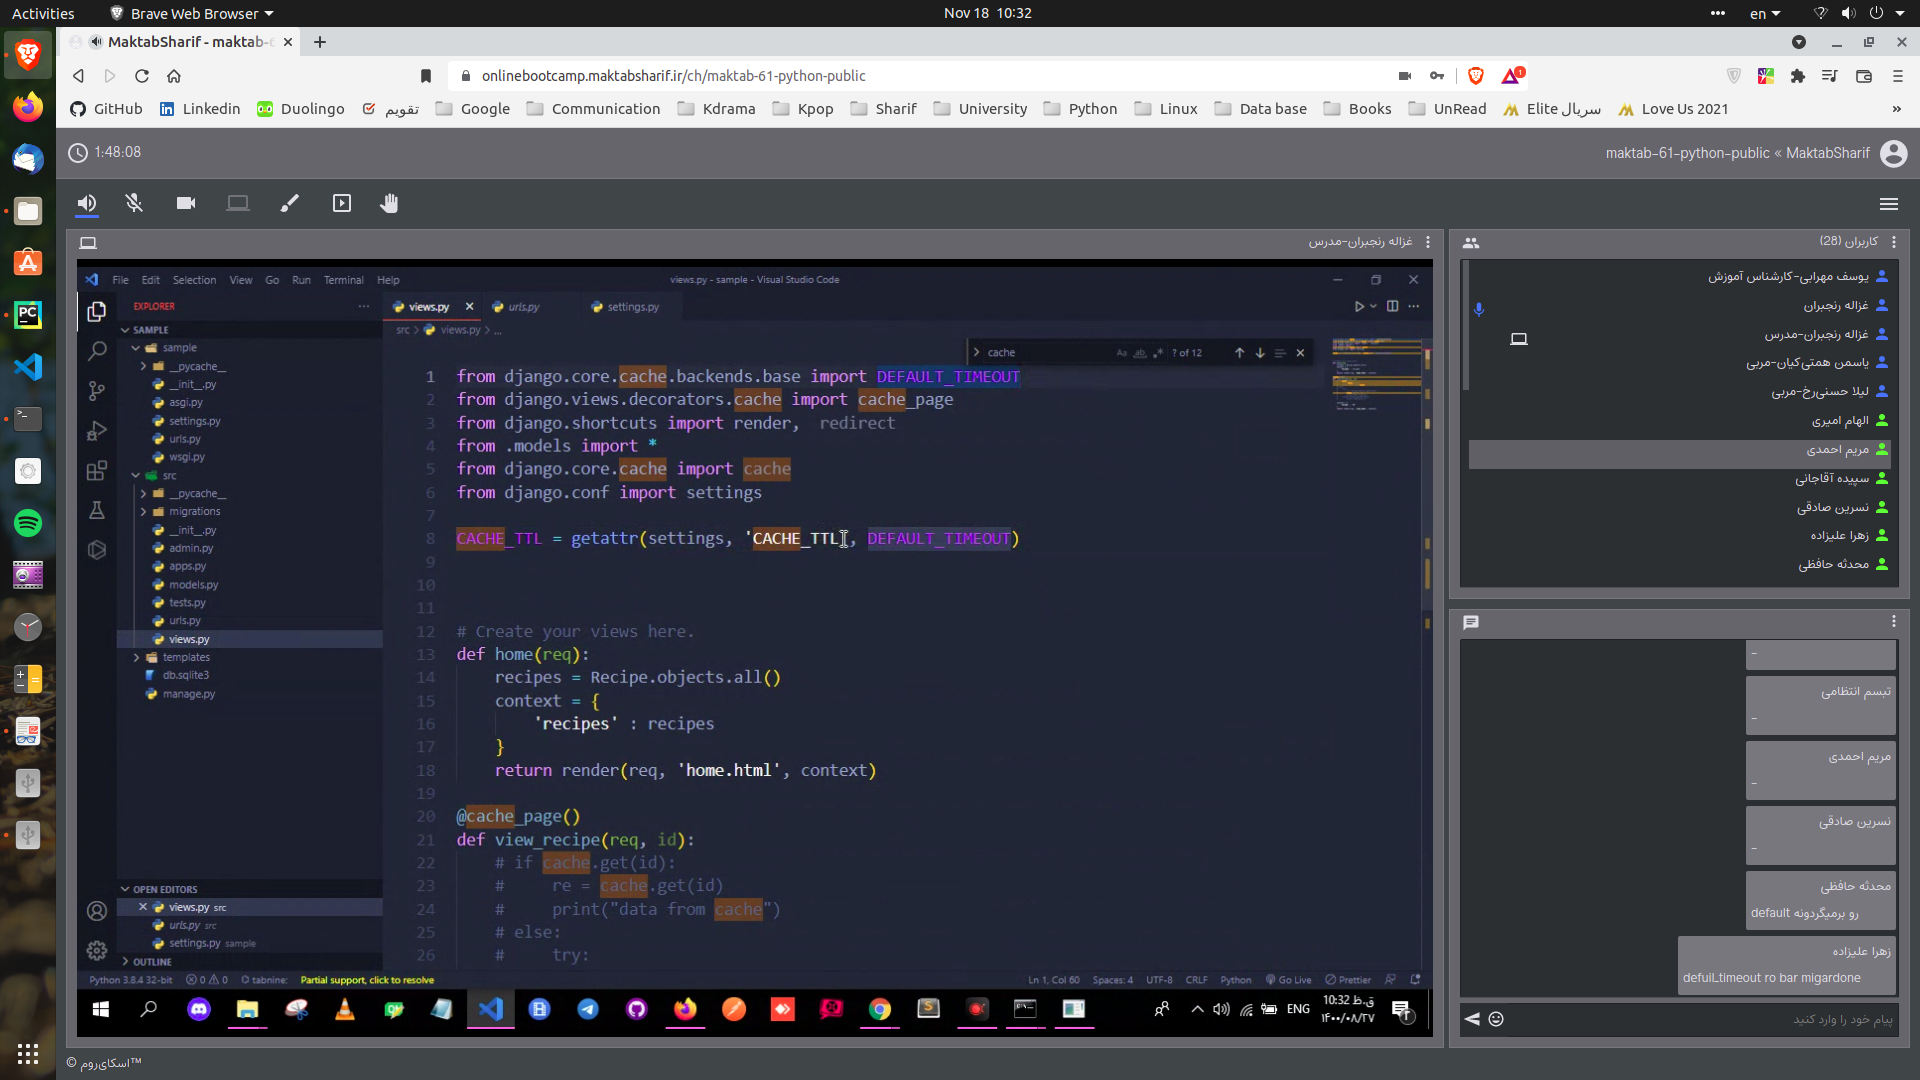 Activities
Brave Web Browser
Nov 18 10:32
en
MaktabSharif - maktab-6
onlinebootcamp.maktabsharif.ir/ch/maktab-61-python-public
1
GitHub
Linkedin
Duolingo
تقویم
Google
Communication
Kdrama
Kpop
Sharif
University
Python
Linux
Data base
Books
UnRead
Elite سریال
Love Us 2021
»
1:48:08
maktab-61-python-public « MaktabSharif
غزاله رنجبران-مدرس
File Edit Selection View Go Run Terminal Help
views.py - sample - Visual Studio Code
EXPLORER
views.py
urls.py
settings.py
src > views.py > ...
cache
? of 12
SAMPLE
sample
__pycache__
__init__.py
asgi.py
settings.py
urls.py
wsgi.py
src
__pycache__
migrations
__init__.py
admin.py
apps.py
models.py
tests.py
urls.py
views.py
templates
db.sqlite3
manage.py
OPEN EDITORS
views.py src
urls.py src
settings.py sample
OUTLINE
1 from django.core.cache.backends.base import DEFAULT_TIMEOUT
2 from django.views.decorators.cache import cache_page
3 from django.shortcuts import render, redirect
4 from .models import *
5 from django.core.cache import cache
6 from django.conf import settings
7
8 CACHE_TTL = getattr(settings, 'CACHE_TTL', DEFAULT_TIMEOUT)
9
10
11
12 # Create your views here.
13 def home(req):
14 recipes = Recipe.objects.all()
15 context = {
16 'recipes' : recipes
17 }
18 return render(req, 'home.html', context)
19
20 @cache_page()
21 def view_recipe(req, id):
22 # if cache.get(id):
23 # re = cache.get(id)
24 # print("data from cache")
25 # else:
26 # try:
Python 3.8.4 32-bit
0 0
tabnine:
Partial support, click to resolve
Ln 1, Col 60
Spaces: 4
UTF-8
CRLF
Python
Go Live
Prettier
ENG
10:32 ق.ظ
۱۴۰۰/۰۸/۲۷
کاربران (28)
یوسف مهرابی-کارشناس آموزش
غزاله رنجبران
غزاله رنجبران-مدرس
یاسمن همتی‌کیان-مربی
لیلا حسنی‌رخ-مربی
الهام امیری
مریم احمدی
سپیده آقاجانی
نسرین صادقی
زهرا علیزاده
محدثه حافظی
_
تبسم انتظامی
_
مریم احمدی
_
نسرین صادقی
_
محدثه حافظی
default رو برمیگردونه
زهرا علیزاده
defuil_timeout ro bar migardone
پیام خود را وارد کنید
© اسکای‌روم™